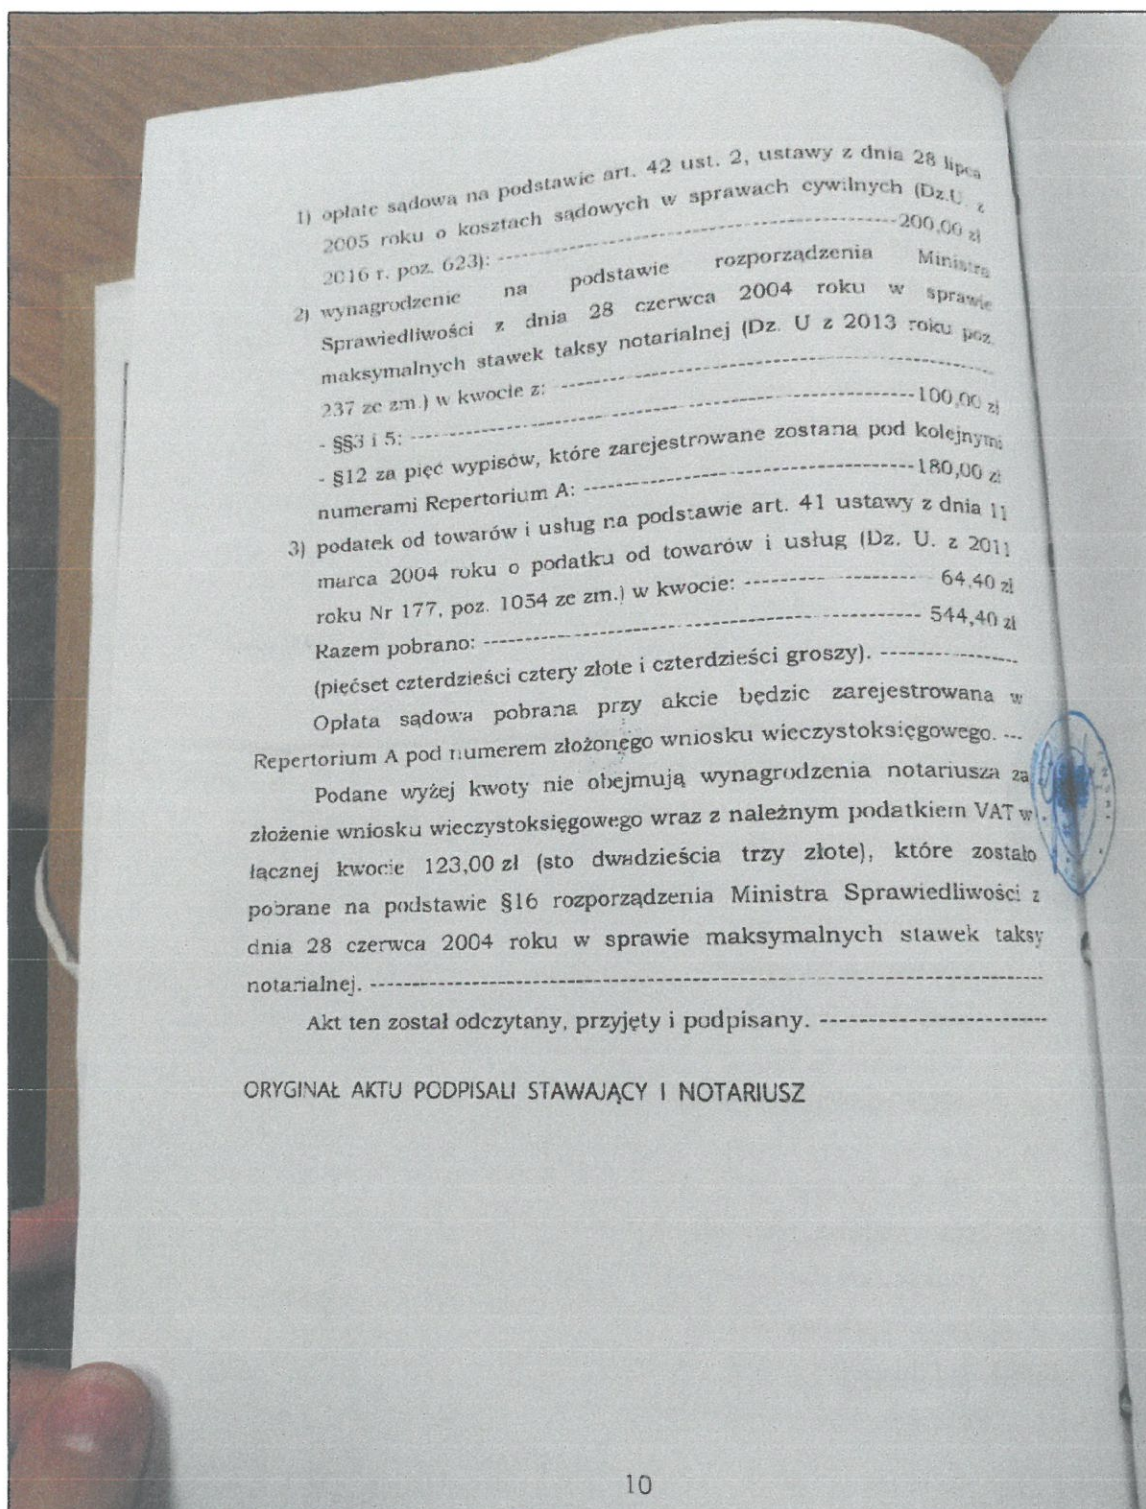 1) opłatę sądowa na podstawie art. 42 ust. 2, ustawy z dnia 28 lipca
2005 roku o kosztach sądowych w sprawach cywilnych (Dz.U. z
2016 r. poz. 623): ------------------------------------------------200,00 zł
2) wynagrodzenie na podstawie rozporządzenia Ministra
Sprawiedliwości z dnia 28 czerwca 2004 roku w sprawie
maksymalnych stawek taksy notarialnej (Dz. U z 2013 roku poz.
237 ze zm.) w kwocie z: ------------------------------------------------
- §§3 i 5: ------------------------------------------------100,00 zł
- §12 za pięć wypisów, które zarejestrowane zostaną pod kolejnymi
numerami Repertorium A: ------------------------------------180,00 zł
3) podatek od towarów i usług na podstawie art. 41 ustawy z dnia 11
marca 2004 roku o podatku od towarów i usług (Dz. U. z 2011
roku Nr 177, poz. 1054 ze zm.) w kwocie: --------------------- 64,40 zł
Razem pobrano: ------------------------------------------------ 544,40 zł
(pięćset czterdzieści cztery złote i czterdzieści groszy). ----------------
Opłata sądowa pobrana przy akcie będzie zarejestrowana w
Repertorium A pod numerem złożonego wniosku wieczystoksięgowego. ---
Podane wyżej kwoty nie obejmują wynagrodzenia notariusza za
złożenie wniosku wieczystoksięgowego wraz z należnym podatkiem VAT w
łącznej kwocie 123,00 zł (sto dwadzieścia trzy złote), które zostało
pobrane na podstawie §16 rozporządzenia Ministra Sprawiedliwości z
dnia 28 czerwca 2004 roku w sprawie maksymalnych stawek taksy
notarialnej. ------------------------------------------------------------
Akt ten został odczytany, przyjęty i podpisany. ------------------------
ORYGINAŁ AKTU PODPISALI STAWAJĄCY I NOTARIUSZ
10